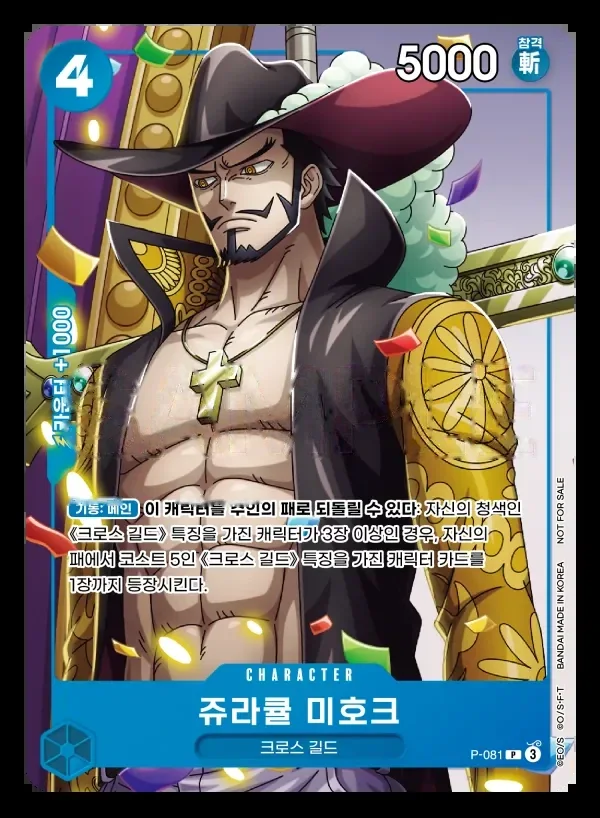 4
5000
참격
斬
카운터 +1000
기동: 메인 이 캐릭터를 주인의 패로 되돌릴 수 있다: 자신의 청색인
《크로스 길드》 특징을 가진 캐릭터가 3장 이상인 경우, 자신의
패에서 코스트 5인 《크로스 길드》 특징을 가진 캐릭터 카드를
1장까지 등장시킨다.
CHARACTER
쥬라큘 미호크
크로스 길드
P-081 P 3
©E.O/S ©O/S·F·T BANDAI MADE IN KOREA NOT FOR SALE